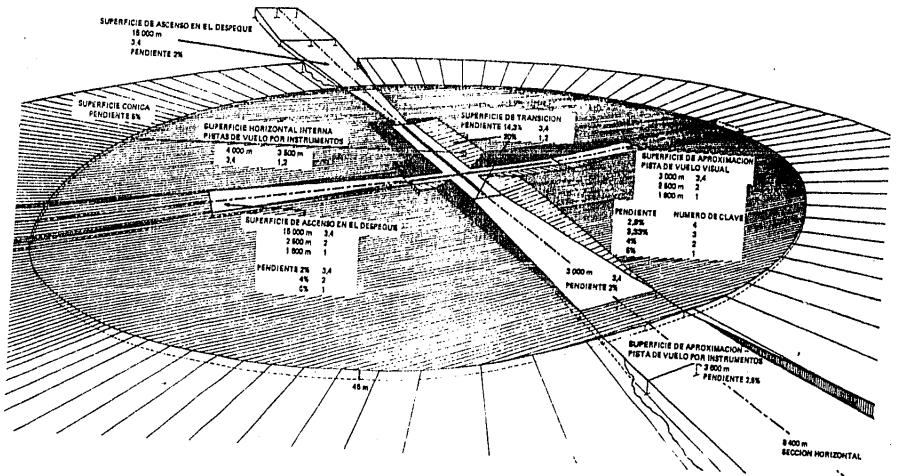 SUPERFICIE DE ASCENSO EN EL DESPEQUE
15 000 m
3,4
PENDIENTE 2%
SUPERFICIE CONICA
PENDIENTE 5%
SUPERFICIE HORIZONTAL INTERNA
PISTAS DE VUELO POR INSTRUMENTOS
4 000 m 3 500 m
3,4 1,2
SUPERFICIE DE TRANSICION
PENDIENTE 14,3% 3,4
20% 1,2
SUPERFICIE DE APROXIMACION
PISTA DE VUELO VISUAL
3 000 m 3,4
2 500 m 2
1 600 m 1
PENDIENTE NUMERO DE CLAVE
2,5% 4
3,33% 3
4% 2
5% 1
SUPERFICIE DE ASCENSO EN EL DESPEQUE
15 000 m 3,4
2 500 m 2
1 600 m 1
PENDIENTE 2% 3,4
4% 2
5% 1
3 000 m 3,4
PENDIENTE 2%
SUPERFICIE DE APROXIMACION
PISTA DE VUELO POR INSTRUMENTOS
3 600 m
PENDIENTE 2,5%
45 m
8 400 m
SECCION HORIZONTAL